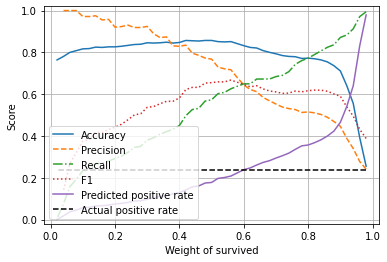 1.0
0.8
0.6
0.4
0.2
0.0
Score
Accuracy
Precision
Recall
F1
Predicted positive rate
Actual positive rate
0.0 0.2 0.4 0.6 0.8 1.0
Weight of survived